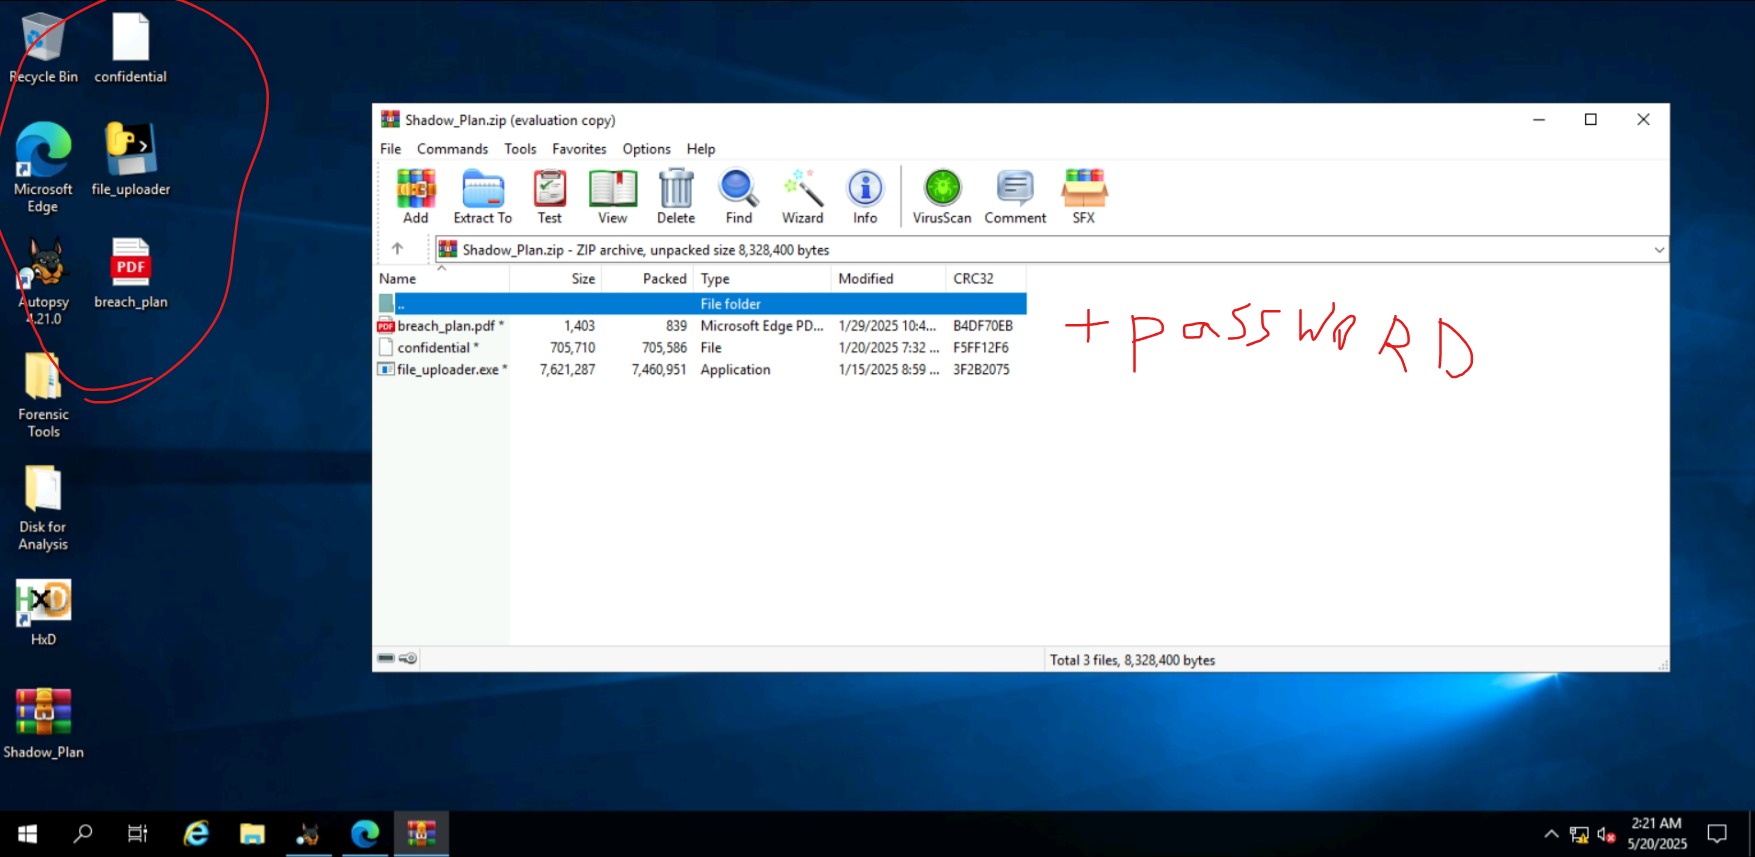 Recycle Bin
confidential
Microsoft Edge
file_uploader
Autopsy 4.21.0
PDF
breach_plan
Forensic Tools
Disk for Analysis
HxD
HxD
Shadow_Plan
Shadow_Plan.zip (evaluation copy)
File Commands Tools Favorites Options Help
Add Extract To Test View Delete Find Wizard Info VirusScan Comment SFX
Shadow_Plan.zip - ZIP archive, unpacked size 8,328,400 bytes
Name Size Packed Type Modified CRC32
.. File folder
PDF breach_plan.pdf * 1,403 839 Microsoft Edge PD... 1/29/2025 10:4... B4DF70EB
confidential * 705,710 705,586 File 1/20/2025 7:32 ... F5FF12F6
file_uploader.exe * 7,621,287 7,460,951 Application 1/15/2025 8:59 ... 3F2B2075
+ passWoRD
Total 3 files, 8,328,400 bytes
2:21 AM
5/20/2025